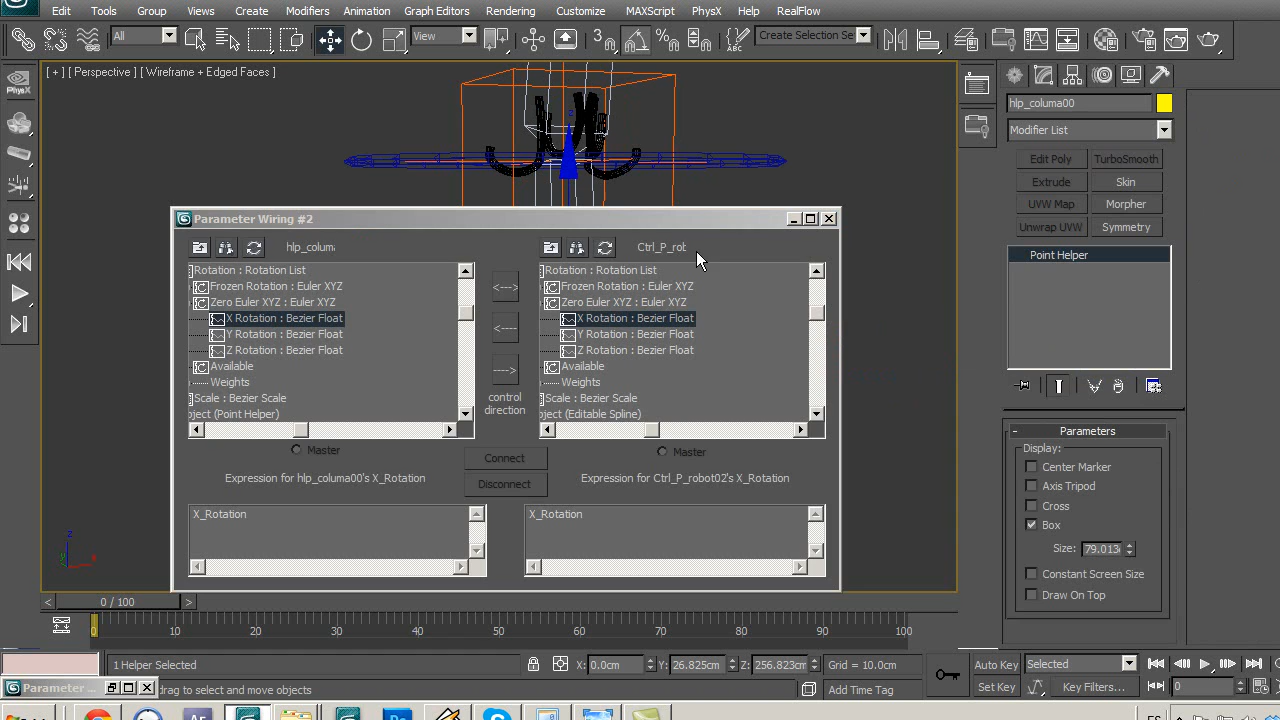 Edit Tools Group Views Create Modifiers Animation Graph Editors Rendering Customize MAXScript PhysX Help RealFlow
All View 3 % Create Selection Se
[ + ] [ Perspective ] [ Wireframe + Edged Faces ]
PhysX
hlp_columa00
Modifier List
Edit Poly TurboSmooth
Extrude Skin
UVW Map Morpher
Unwrap UVW Symmetry
Point Helper
Parameter Wiring #2
hlp_columa Ctrl_P_rob
Rotation : Rotation List Rotation : Rotation List
Frozen Rotation : Euler XYZ Frozen Rotation : Euler XYZ
Zero Euler XYZ : Euler XYZ Zero Euler XYZ : Euler XYZ
X Rotation : Bezier Float X Rotation : Bezier Float
Y Rotation : Bezier Float Y Rotation : Bezier Float
Z Rotation : Bezier Float Z Rotation : Bezier Float
Available Available
Weights Weights
Scale : Bezier Scale Scale : Bezier Scale
bject (Point Helper) bject (Editable Spline)
<---->
<----
---->
control
direction
Master Master
Connect
Disconnect
Expression for hlp_columa00's X_Rotation Expression for Ctrl_P_robot02's X_Rotation
X_Rotation X_Rotation
- Parameters
Display:
Center Marker
Axis Tripod
Cross
Box
Size: 79.013
Constant Screen Size
Draw On Top
z
y x
< 0 / 100 >
0 10 20 30 40 50 60 70 80 90 100
1 Helper Selected X: 0.0cm Y: 26.825cm Z: 256.823cm Grid = 10.0cm Auto Key Selected
Parameter ... drag to select and move objects Add Time Tag Set Key Key Filters... 0